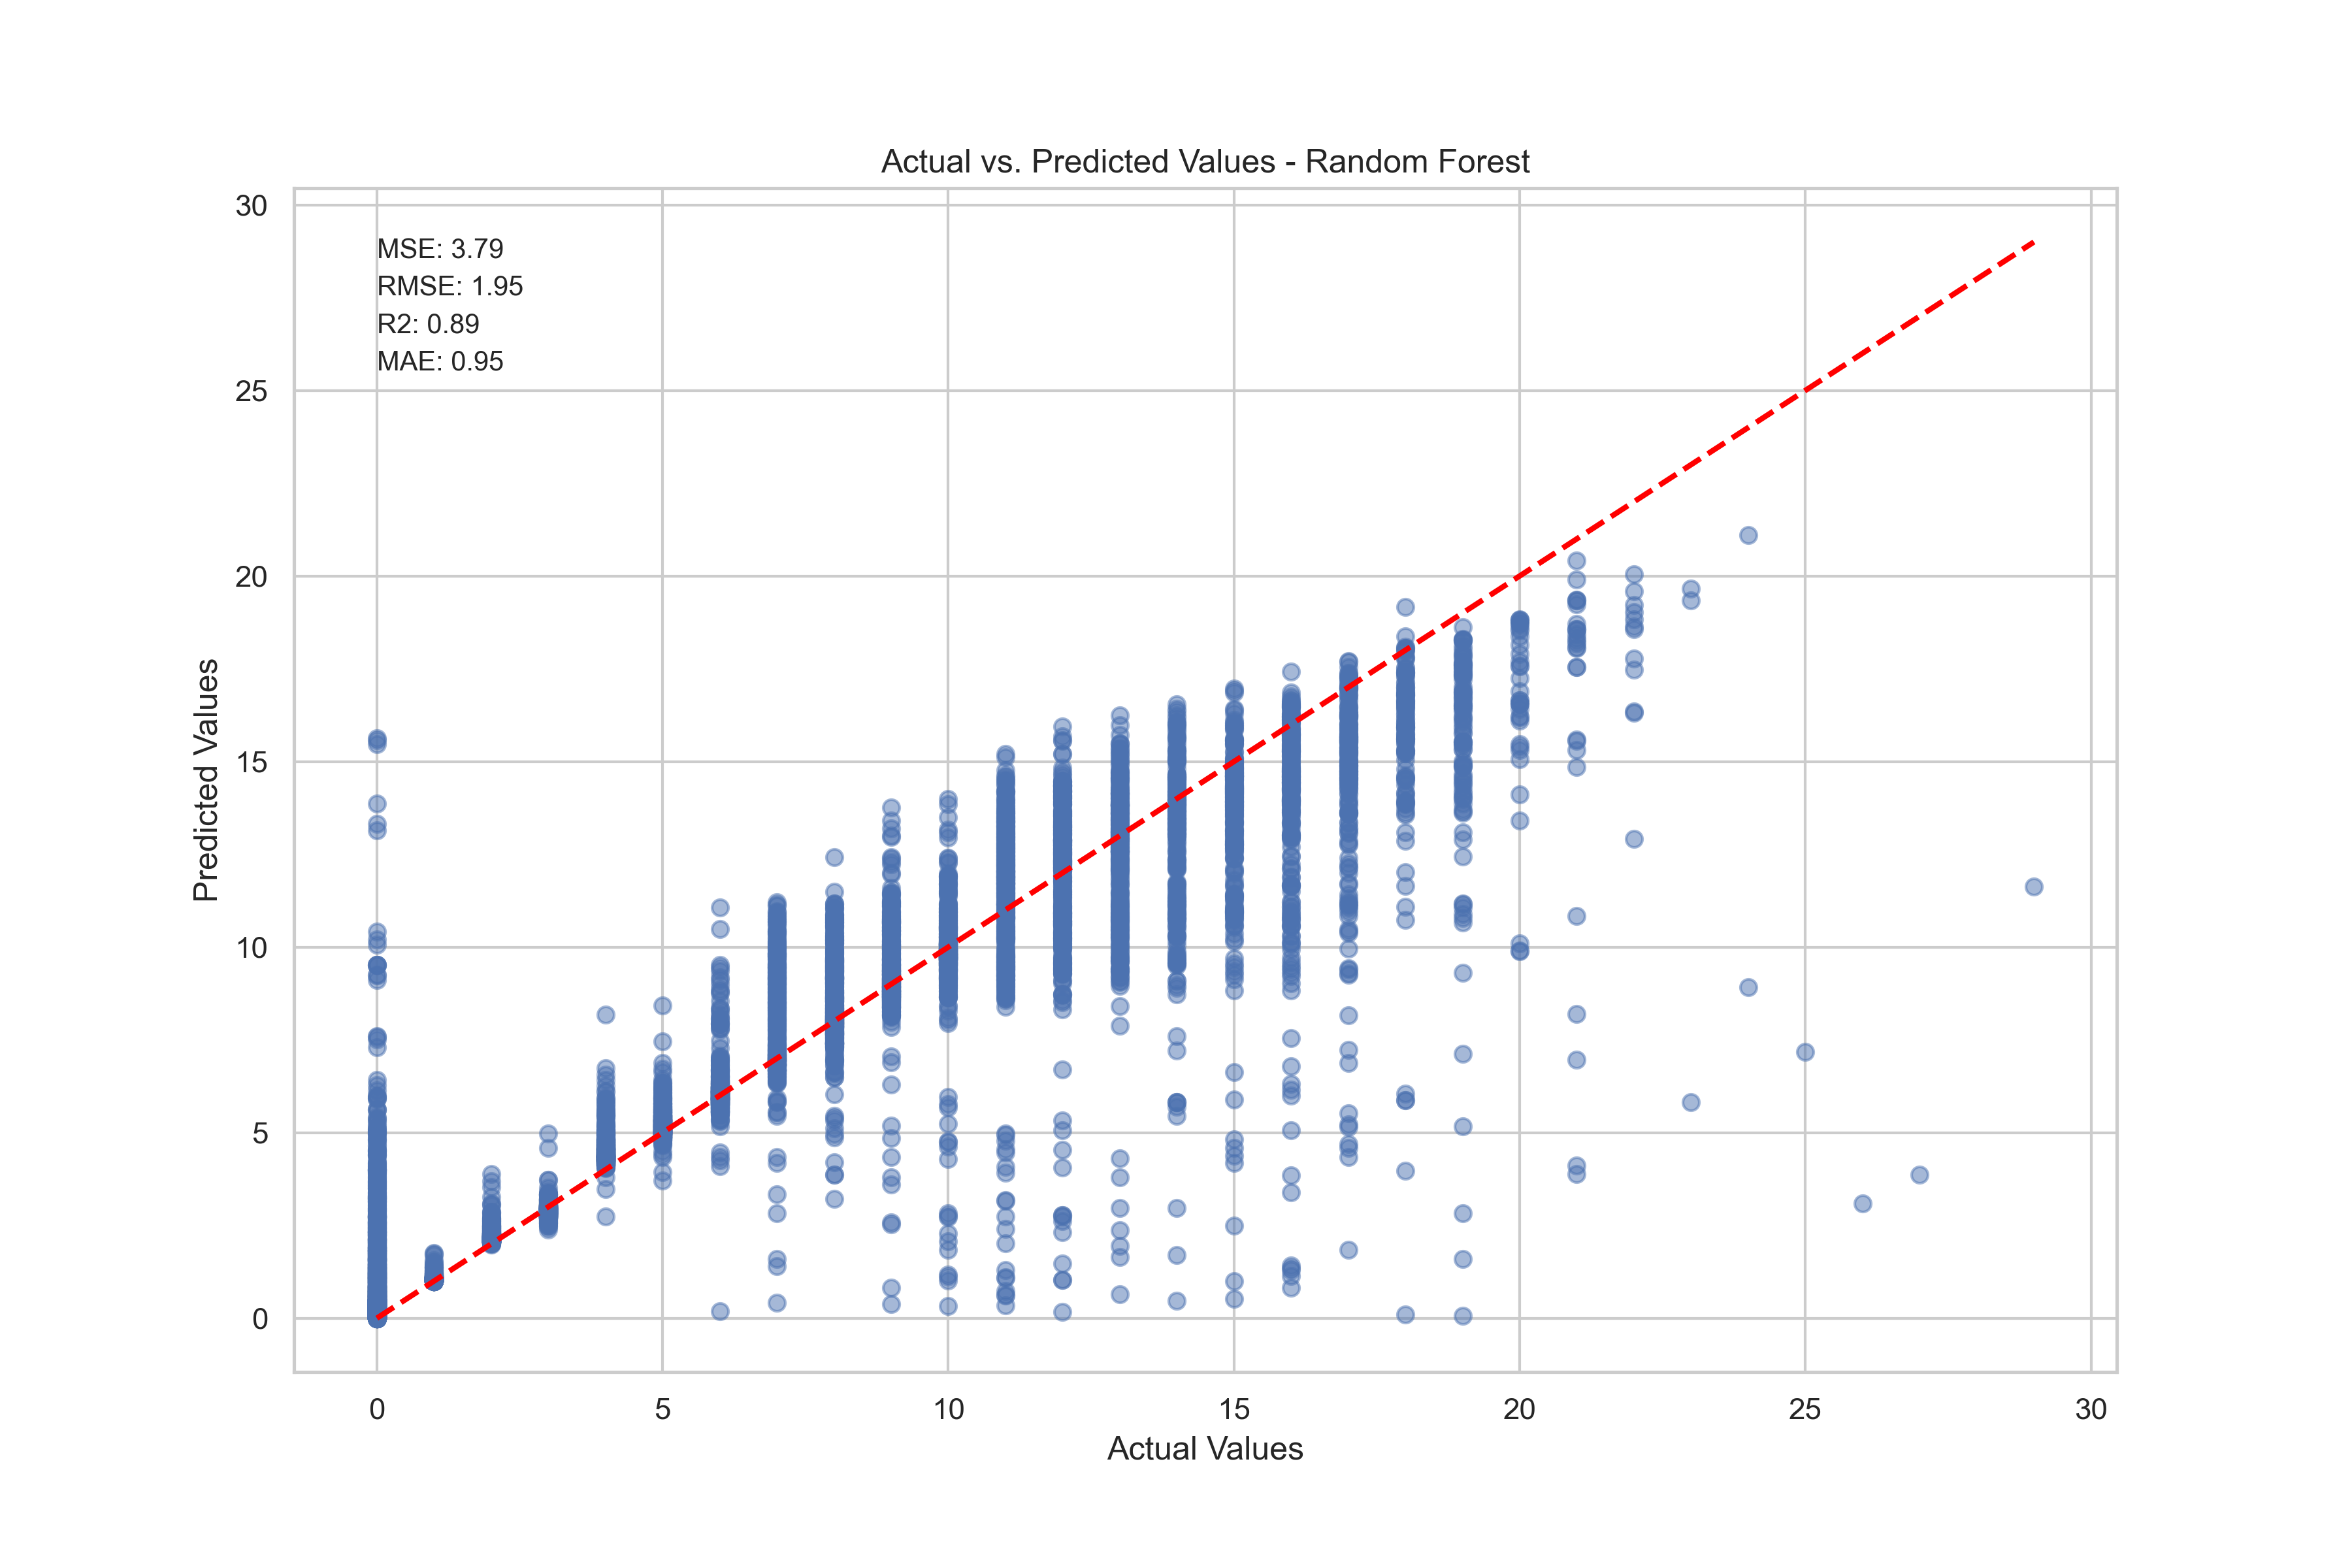 Actual vs. Predicted Values - Random Forest
30
MSE: 3.79
RMSE: 1.95
R2: 0.89
MAE: 0.95
25
20
15
10
5
0
Predicted Values
0 5 10 15 20 25 30
Actual Values